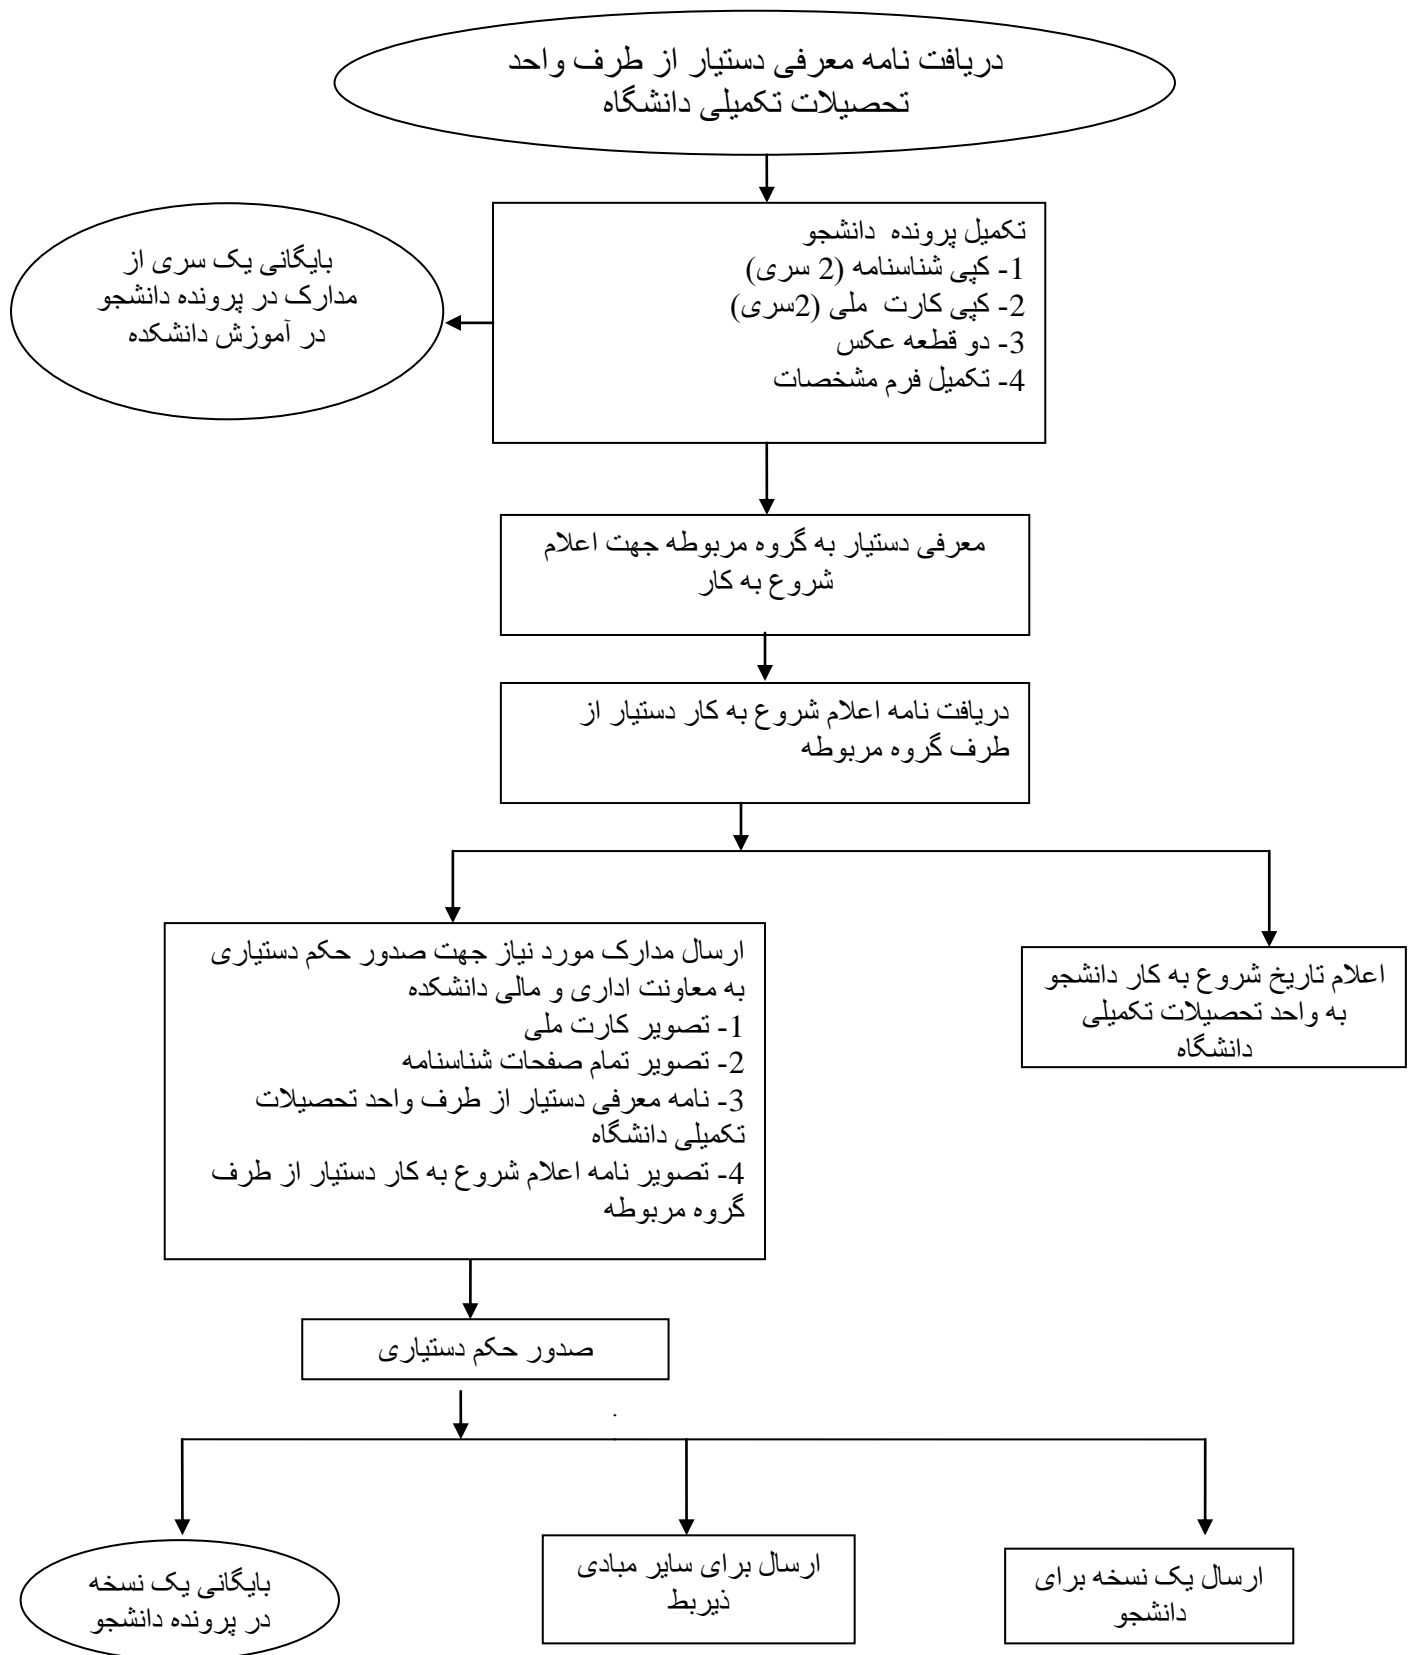 دریافت نامه معرفی دستیار از طرف واحد
تحصیلات تکمیلی دانشگاه
تکمیل پرونده دانشجو
1- کپی شناسنامه (2 سری)
2- کپی کارت ملی (2سری)
3- دو قطعه عکس
4- تکمیل فرم مشخصات
بایگانی یک سری از
مدارک در پرونده دانشجو
در آموزش دانشکده
معرفی دستیار به گروه مربوطه جهت اعلام
شروع به کار
دریافت نامه اعلام شروع به کار دستیار از
طرف گروه مربوطه
اعلام تاریخ شروع به کار دانشجو
به واحد تحصیلات تکمیلی
دانشگاه
ارسال مدارک مورد نیاز جهت صدور حکم دستیاری
به معاونت اداری و مالی دانشکده
1- تصویر کارت ملی
2- تصویر تمام صفحات شناسنامه
3- نامه معرفی دستیار از طرف واحد تحصیلات
تکمیلی دانشگاه
4- تصویر نامه اعلام شروع به کار دستیار از طرف
گروه مربوطه
صدور حکم دستیاری
ارسال یک نسخه برای
دانشجو
ارسال برای سایر مبادی
ذیربط
بایگانی یک نسخه
در پرونده دانشجو